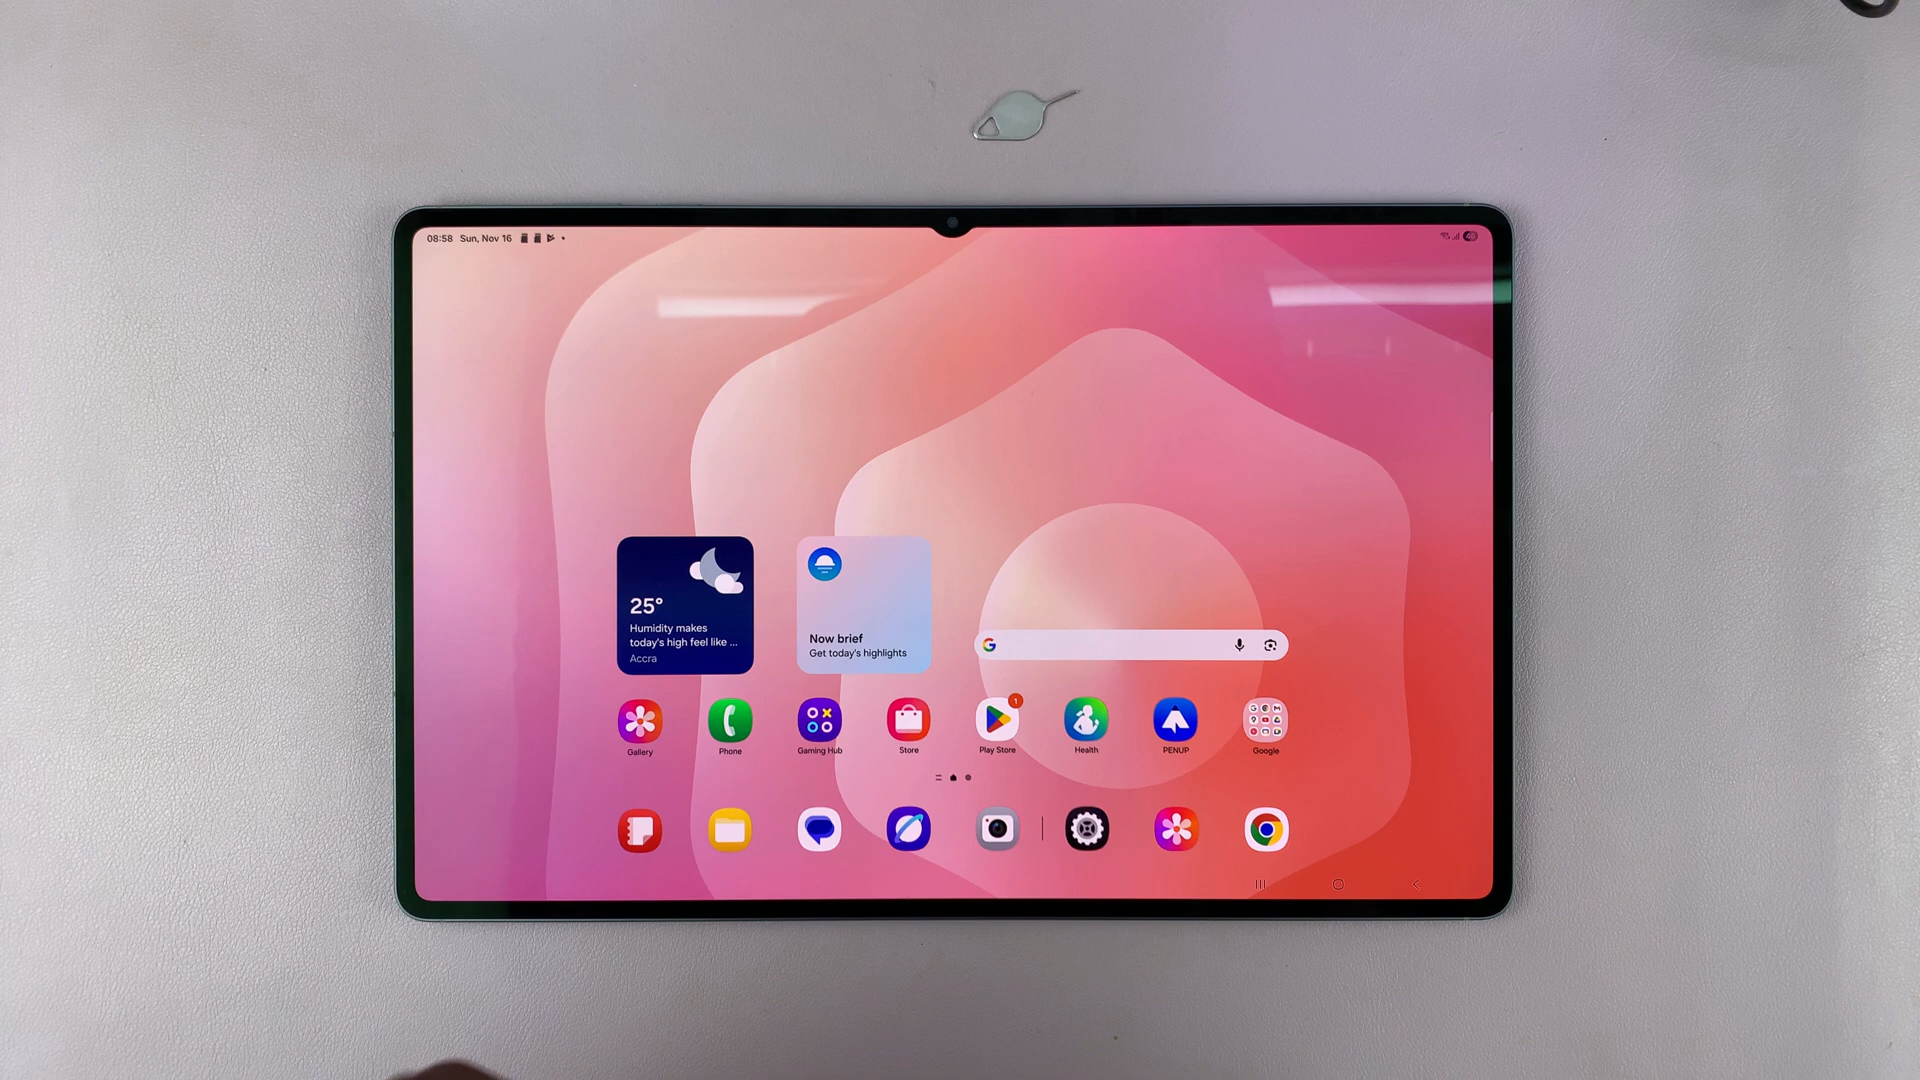 08:58 Sun, Nov 16
46
25°
Humidity makes
today's high feel like ...
Accra
Now brief
Get today's highlights
G
1
Gallery
Phone
Gaming Hub
Store
Play Store
Health
PENUP
Google